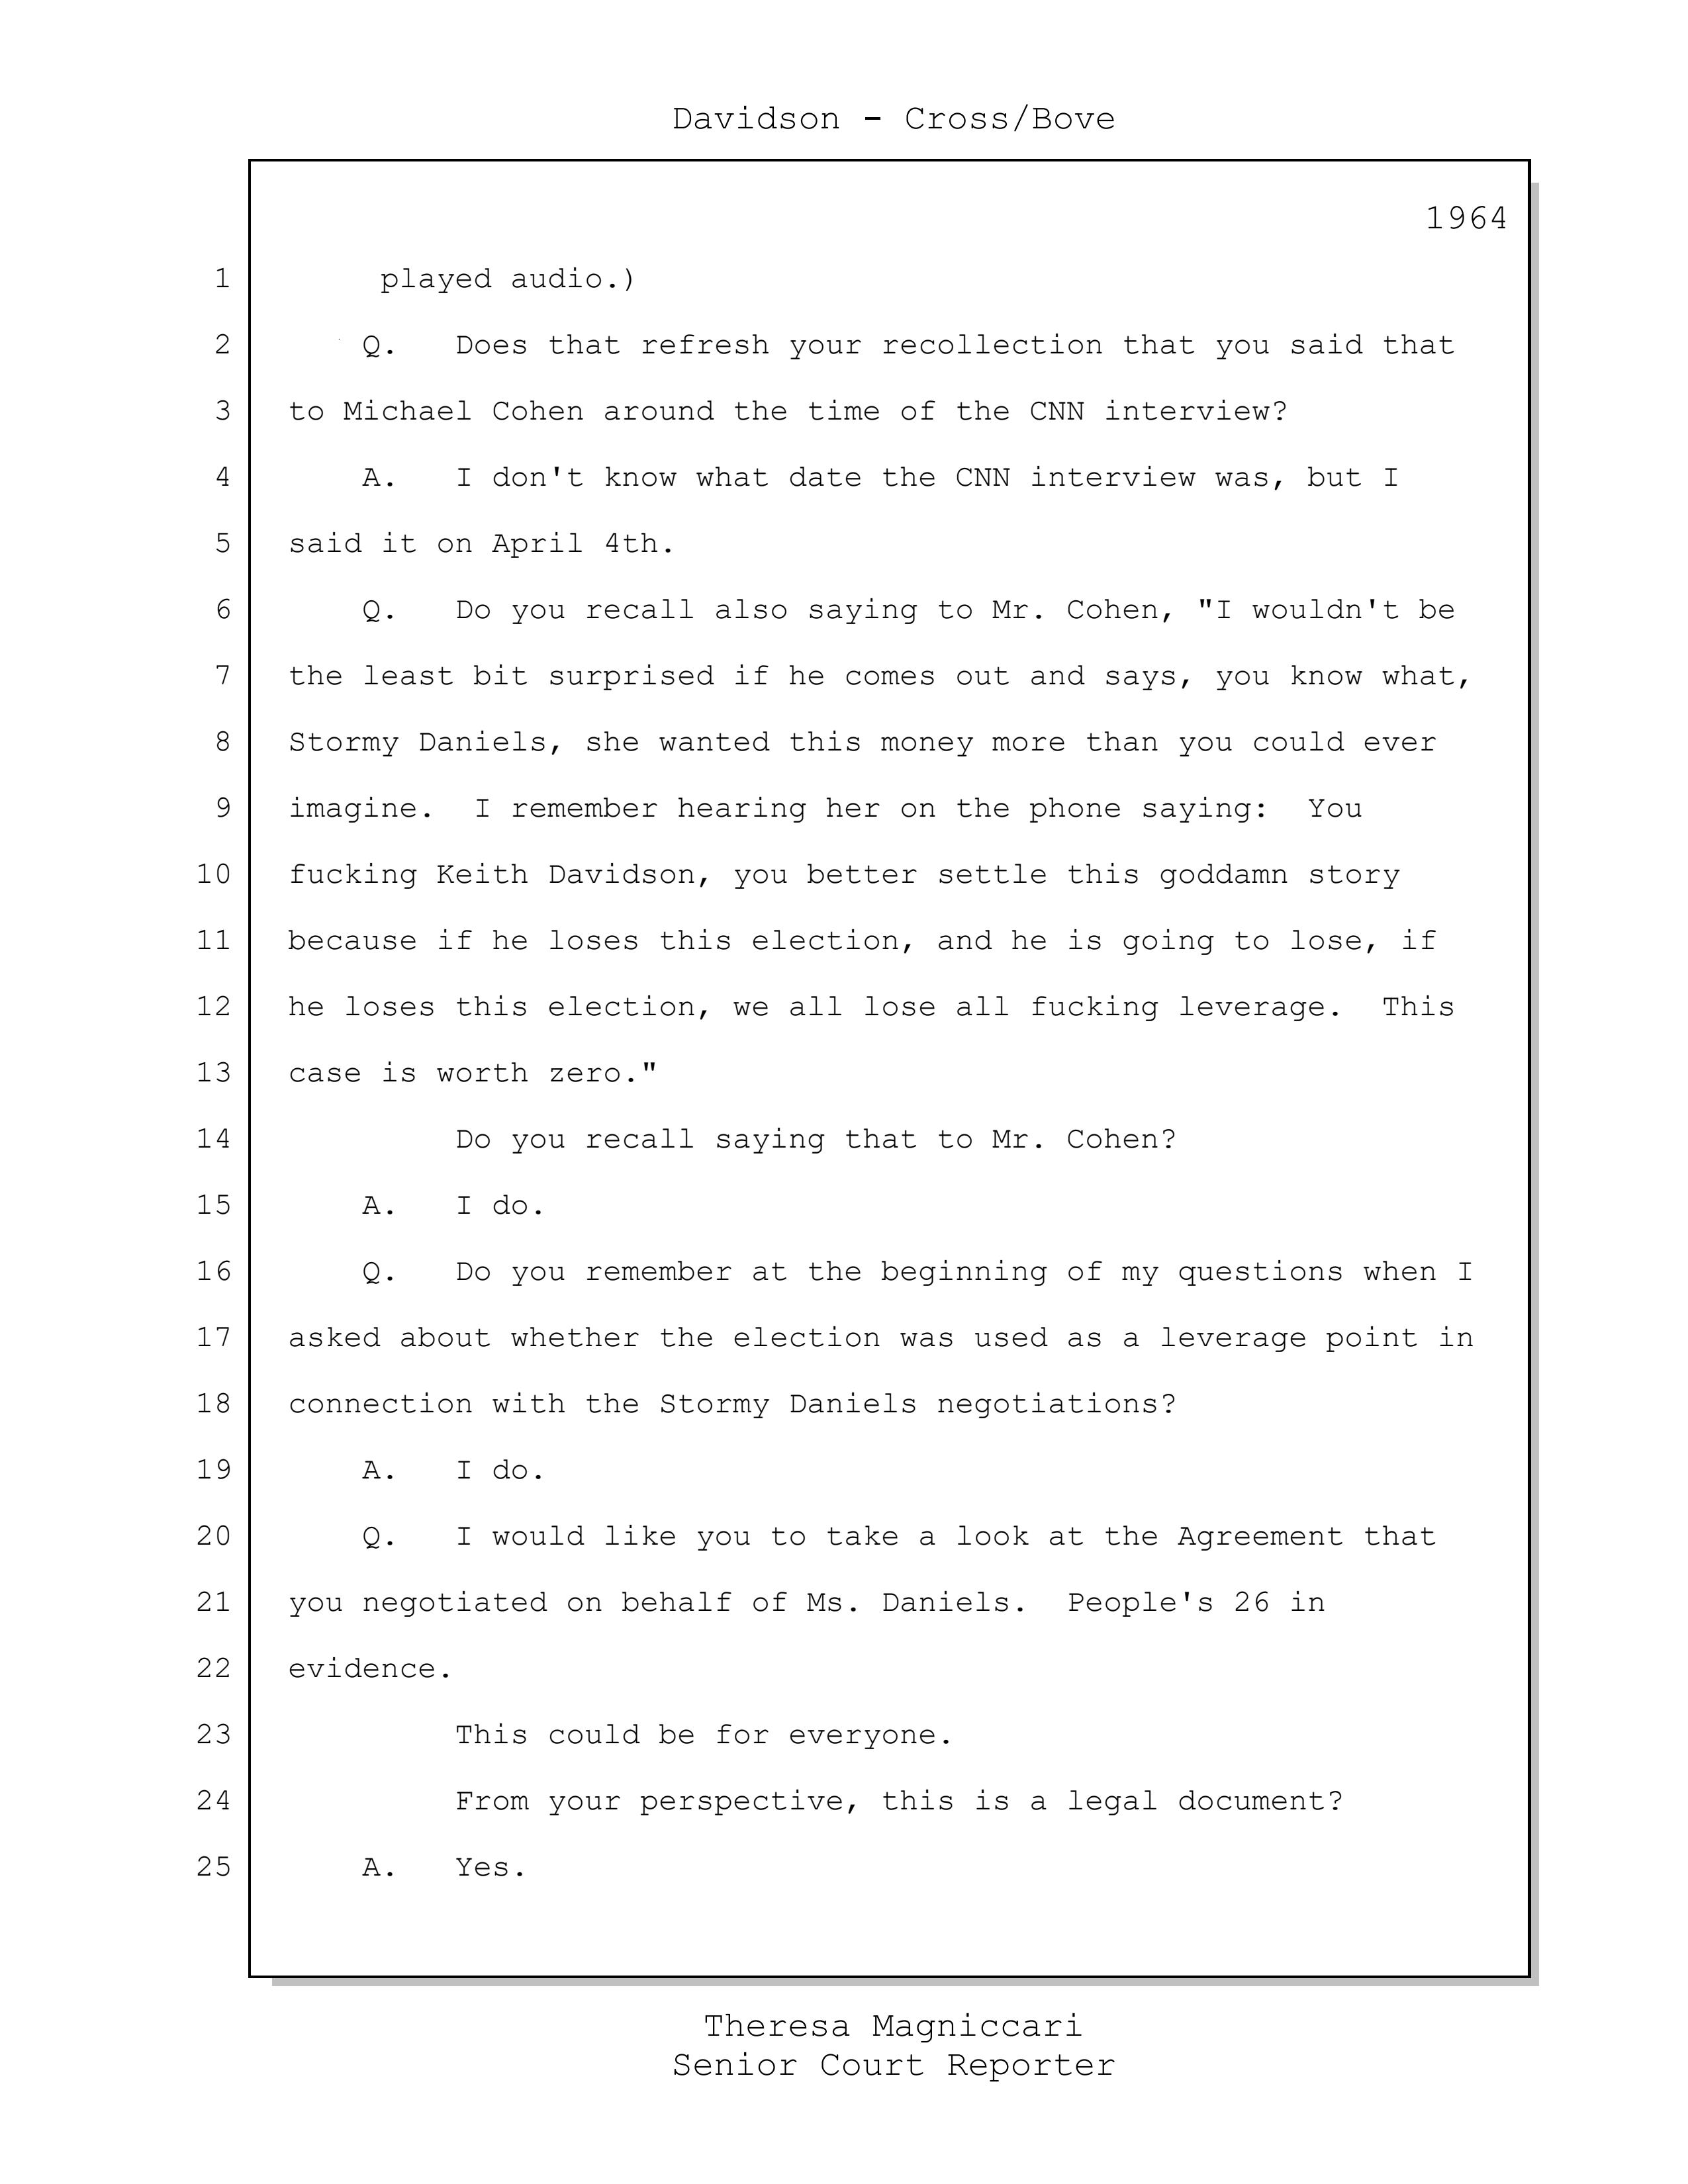 Davidson - Cross/Bove
1964
1 played audio.)
2 Q. Does that refresh your recollection that you said that
3 to Michael Cohen around the time of the CNN interview?
4 A. I don't know what date the CNN interview was, but I
5 said it on April 4th.
6 Q. Do you recall also saying to Mr. Cohen, "I wouldn't be
7 the least bit surprised if he comes out and says, you know what,
8 Stormy Daniels, she wanted this money more than you could ever
9 imagine. I remember hearing her on the phone saying: You
10 fucking Keith Davidson, you better settle this goddamn story
11 because if he loses this election, and he is going to lose, if
12 he loses this election, we all lose all fucking leverage. This
13 case is worth zero."
14 Do you recall saying that to Mr. Cohen?
15 A. I do.
16 Q. Do you remember at the beginning of my questions when I
17 asked about whether the election was used as a leverage point in
18 connection with the Stormy Daniels negotiations?
19 A. I do.
20 Q. I would like you to take a look at the Agreement that
21 you negotiated on behalf of Ms. Daniels. People's 26 in
22 evidence.
23 This could be for everyone.
24 From your perspective, this is a legal document?
25 A. Yes.
Theresa Magniccari
Senior Court Reporter